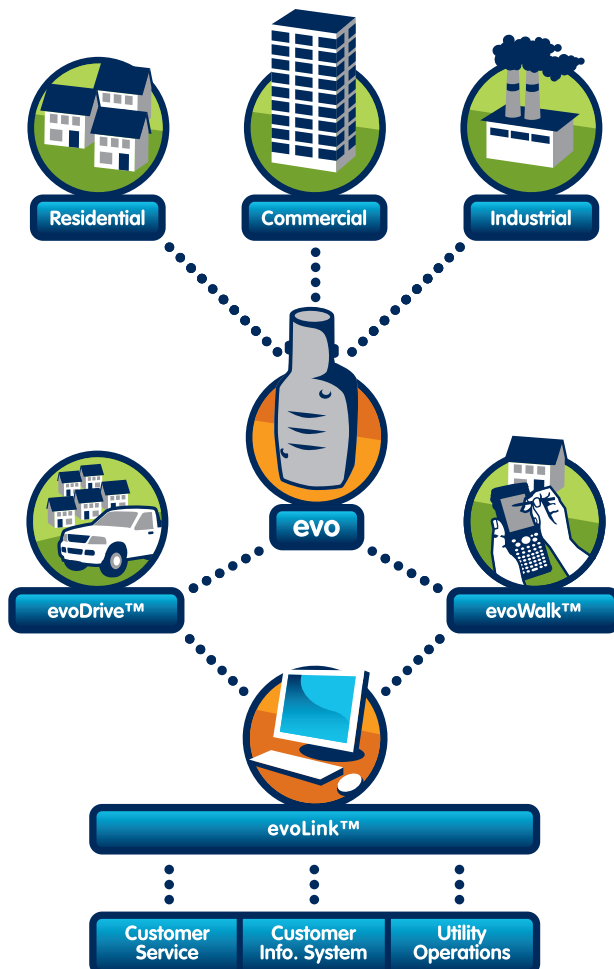 Residential
Commercial
Industrial
evo
evoDrive™
evoWalk™
evoLink™
Customer
Service
Customer
Info. System
Utility
Operations